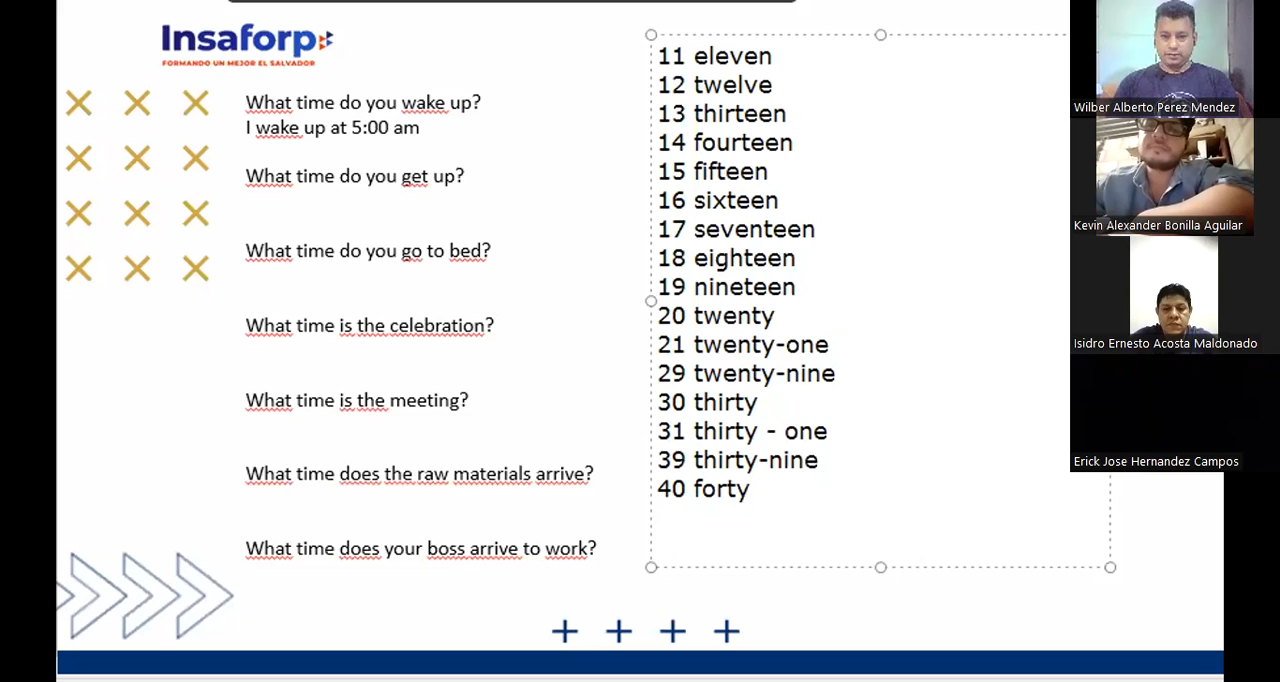 Insaforp
FORMANDO UN MEJOR EL SALVADOR
What time do you wake up?
I wake up at 5:00 am
What time do you get up?
What time do you go to bed?
What time is the celebration?
What time is the meeting?
What time does the raw materials arrive?
What time does your boss arrive to work?
11 eleven
12 twelve
13 thirteen
14 fourteen
15 fifteen
16 sixteen
17 seventeen
18 eighteen
19 nineteen
20 twenty
21 twenty-one
29 twenty-nine
30 thirty
31 thirty - one
39 thirty-nine
40 forty
Wilber Alberto Perez Mendez
Kevin Alexander Bonilla Aguilar
Isidro Ernesto Acosta Maldonado
Erick Jose Hernandez Campos